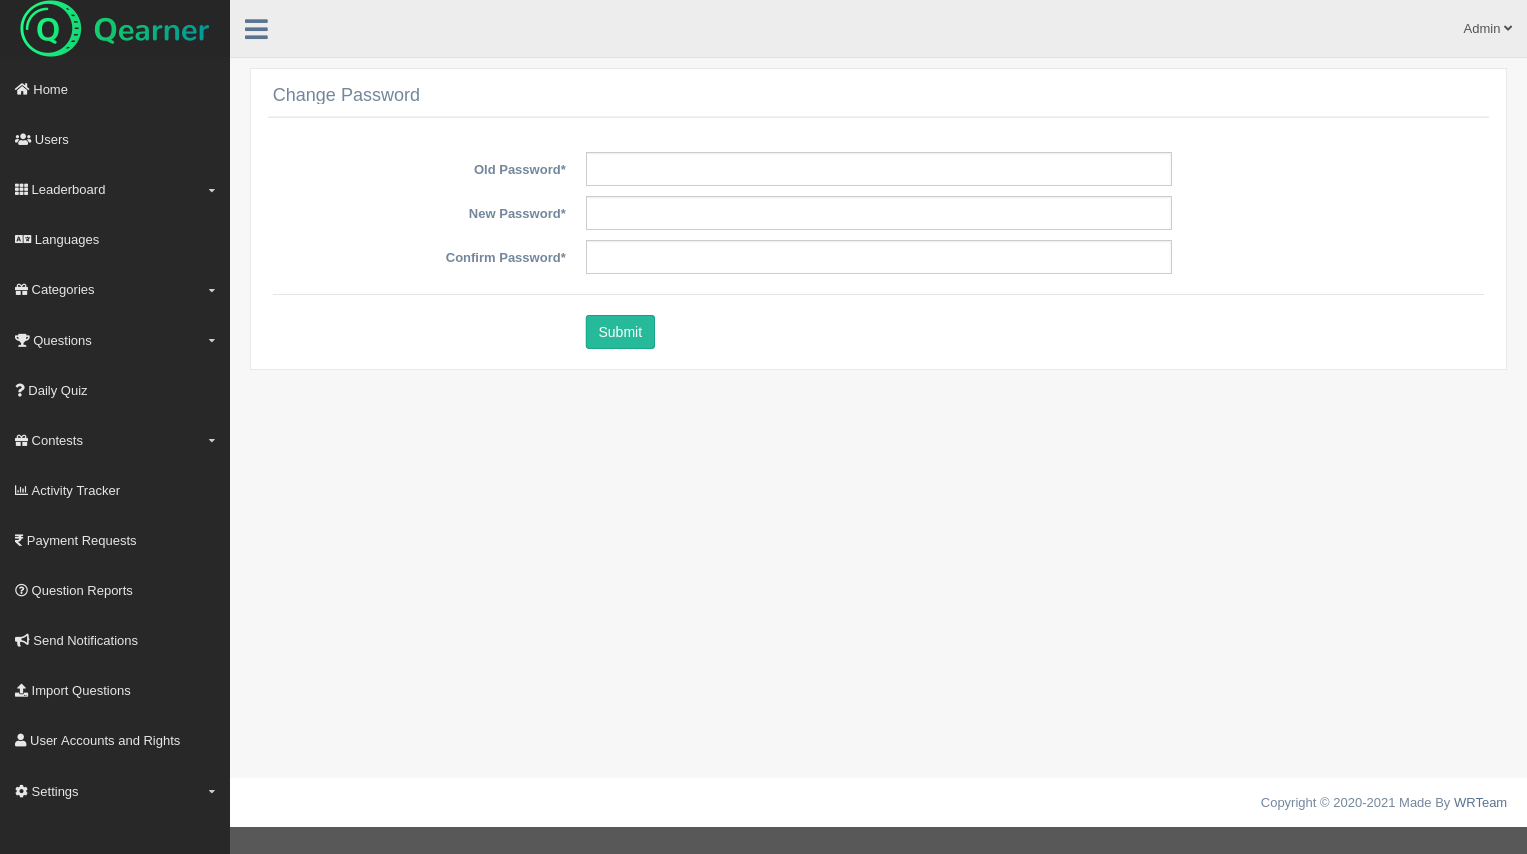 Qearner
Admin
Home
Users
Leaderboard
Languages
Categories
Questions
Daily Quiz
Contests
Activity Tracker
Payment Requests
Question Reports
Send Notifications
Import Questions
User Accounts and Rights
Settings
Change Password
Old Password*
New Password*
Confirm Password*
Submit
Copyright © 2020-2021 Made By WRTeam